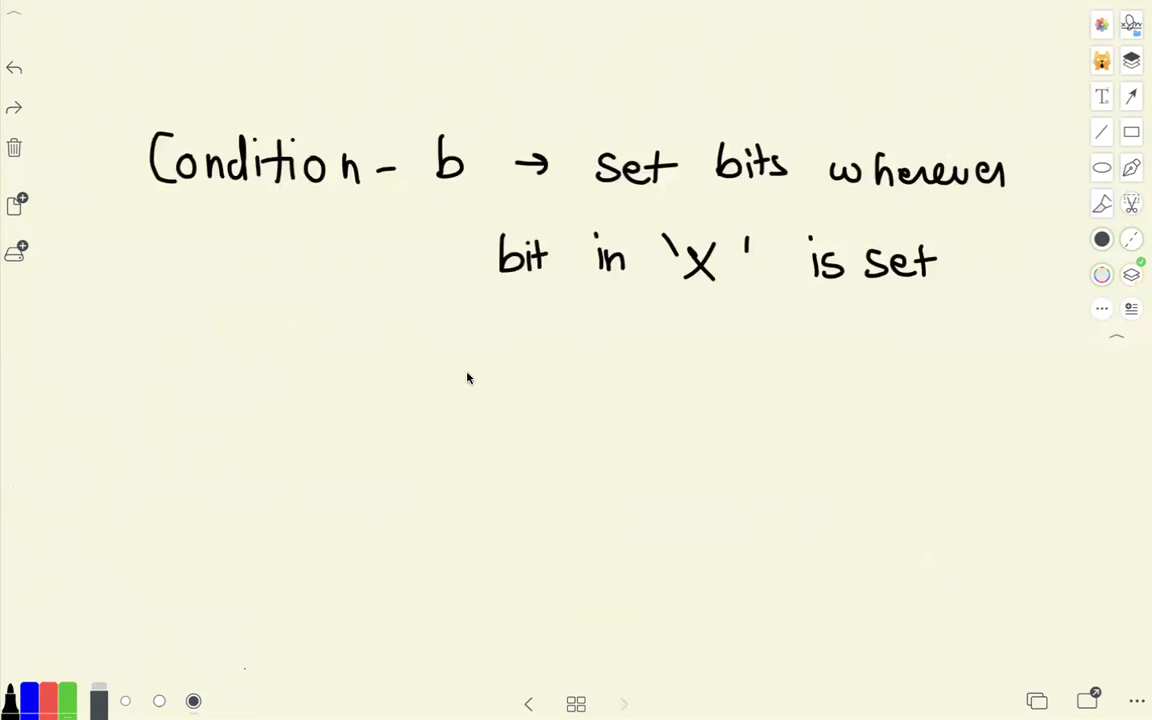 Condition - b → set bits wherever
bit in 'X' is set